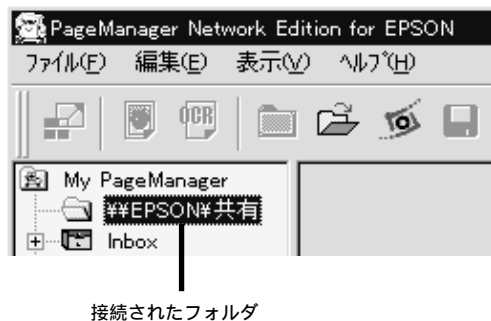 PageManager Network Edition for EPSON
ファイル(F) 編集(E) 表示(V) ヘルプ(H)
OCR
My PageManager
¥¥EPSON¥共有
Inbox
接続されたフォルダ